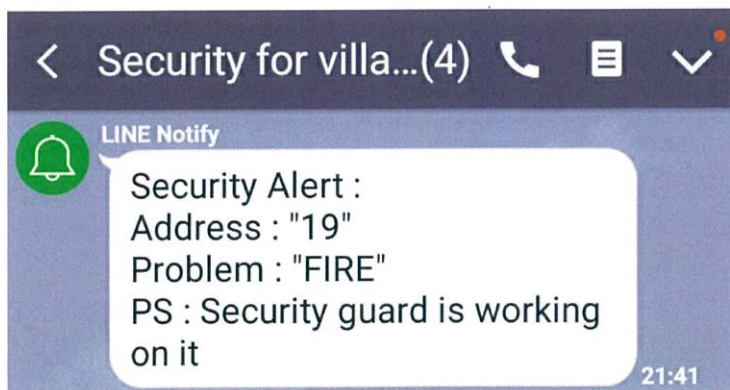 Security for villa...(4)
LINE Notify
Security Alert :
Address : "19"
Problem : "FIRE"
PS : Security guard is working
on it
21:41